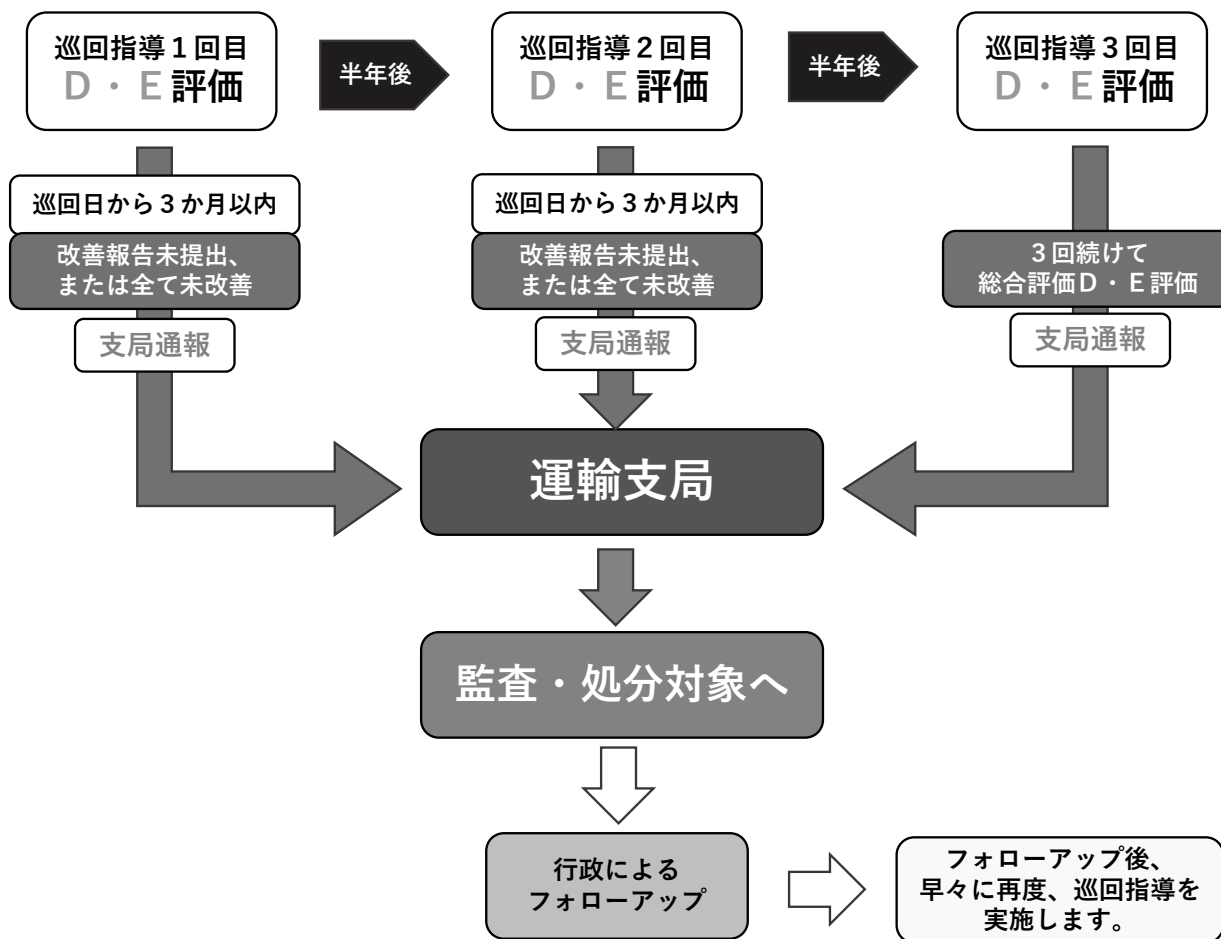 巡回指導１回目
Ｄ・Ｅ評価
半年後
巡回指導２回目
Ｄ・Ｅ評価
半年後
巡回指導３回目
Ｄ・Ｅ評価
巡回日から３か月以内
改善報告未提出、
または全て未改善
支局通報
巡回日から３か月以内
改善報告未提出、
または全て未改善
支局通報
３回続けて
総合評価Ｄ・Ｅ評価
支局通報
運輸支局
監査・処分対象へ
行政による
フォローアップ
フォローアップ後、
早々に再度、巡回指導を
実施します。